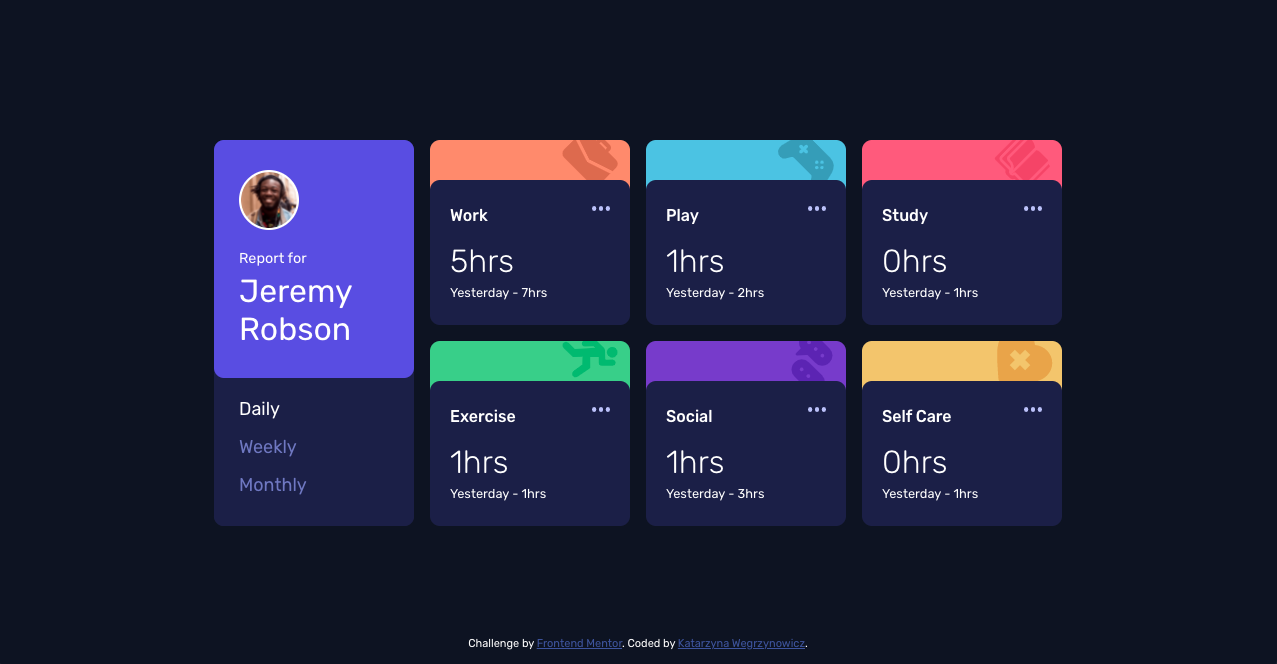 Report for
Jeremy
Robson
Daily
Weekly
Monthly
Work
5hrs
Yesterday - 7hrs
Play
1hrs
Yesterday - 2hrs
Study
0hrs
Yesterday - 1hrs
Exercise
1hrs
Yesterday - 1hrs
Social
1hrs
Yesterday - 3hrs
Self Care
0hrs
Yesterday - 1hrs
Challenge by Frontend Mentor. Coded by Katarzyna Wegrzynowicz.